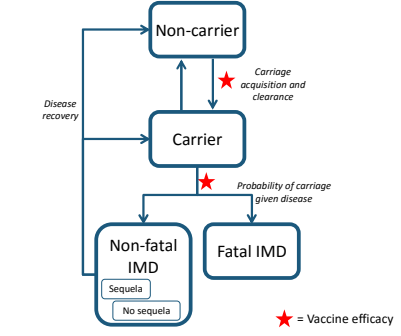 Non-carrier
Carriage
acquisition and
clearance
Disease
recovery
Carrier
Probability of carriage
given disease
Non-fatal
IMD
Sequela
No sequela
Fatal IMD
= Vaccine efficacy